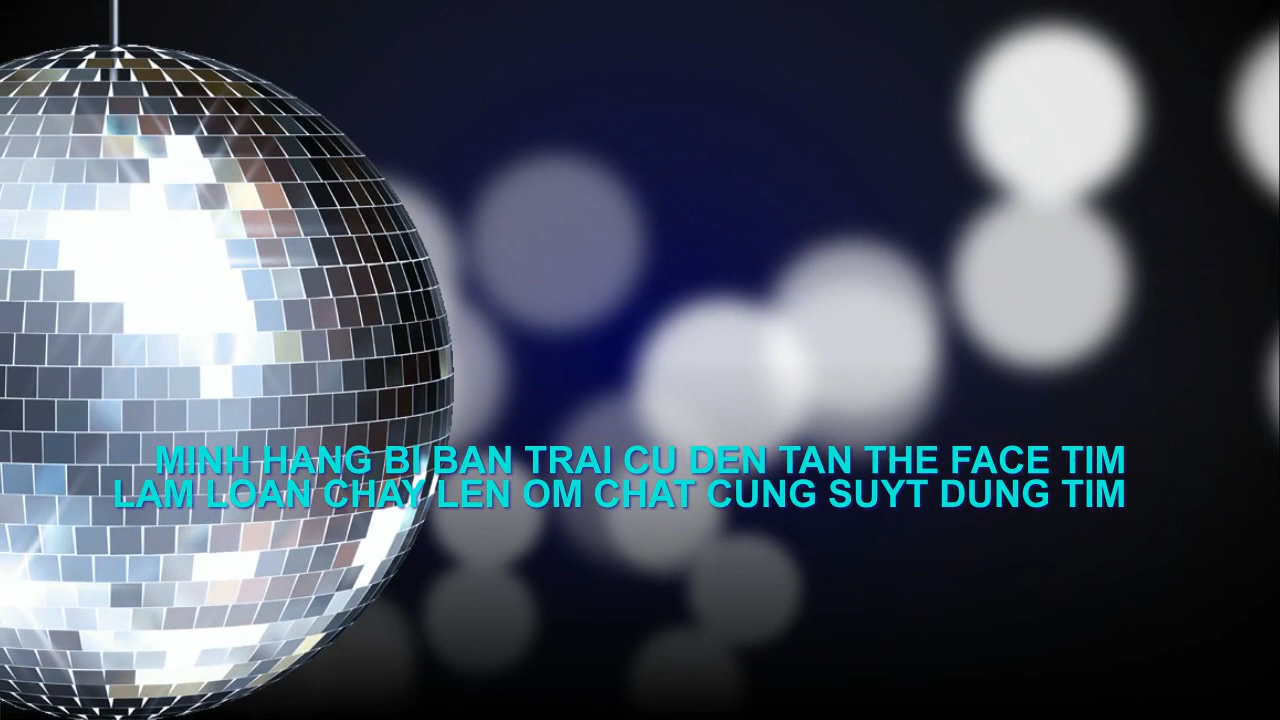 MINH HANG BI BAN TRAI CU DEN TAN THE FACE TIM
LAM LOAN CHAY LEN OM CHAT CUNG SUYT DUNG TIM